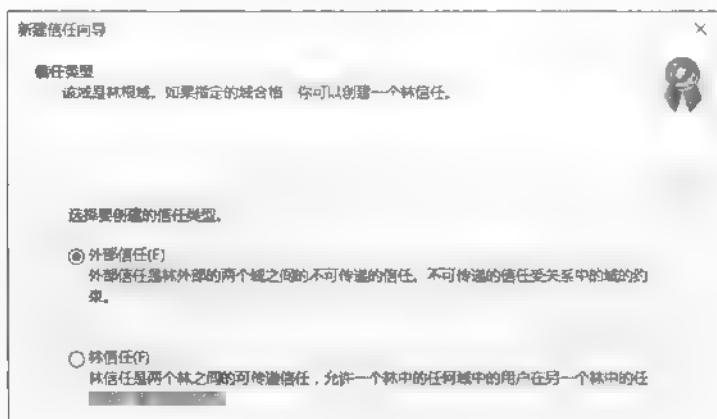 新建信任向导
信任类型
该域是林根域。如果指定的域合格 你可以创建一个林信任。
选择要创建的信任类型。
外部信任(E)
外部信任是林外部的两个域之间的不可传递的信任。不可传递的信任受关系中的域的约
束。
林信任(F)
林信任是两个林之间的可传递信任，允许一个林中的任何域中的用户在另一个林中的任